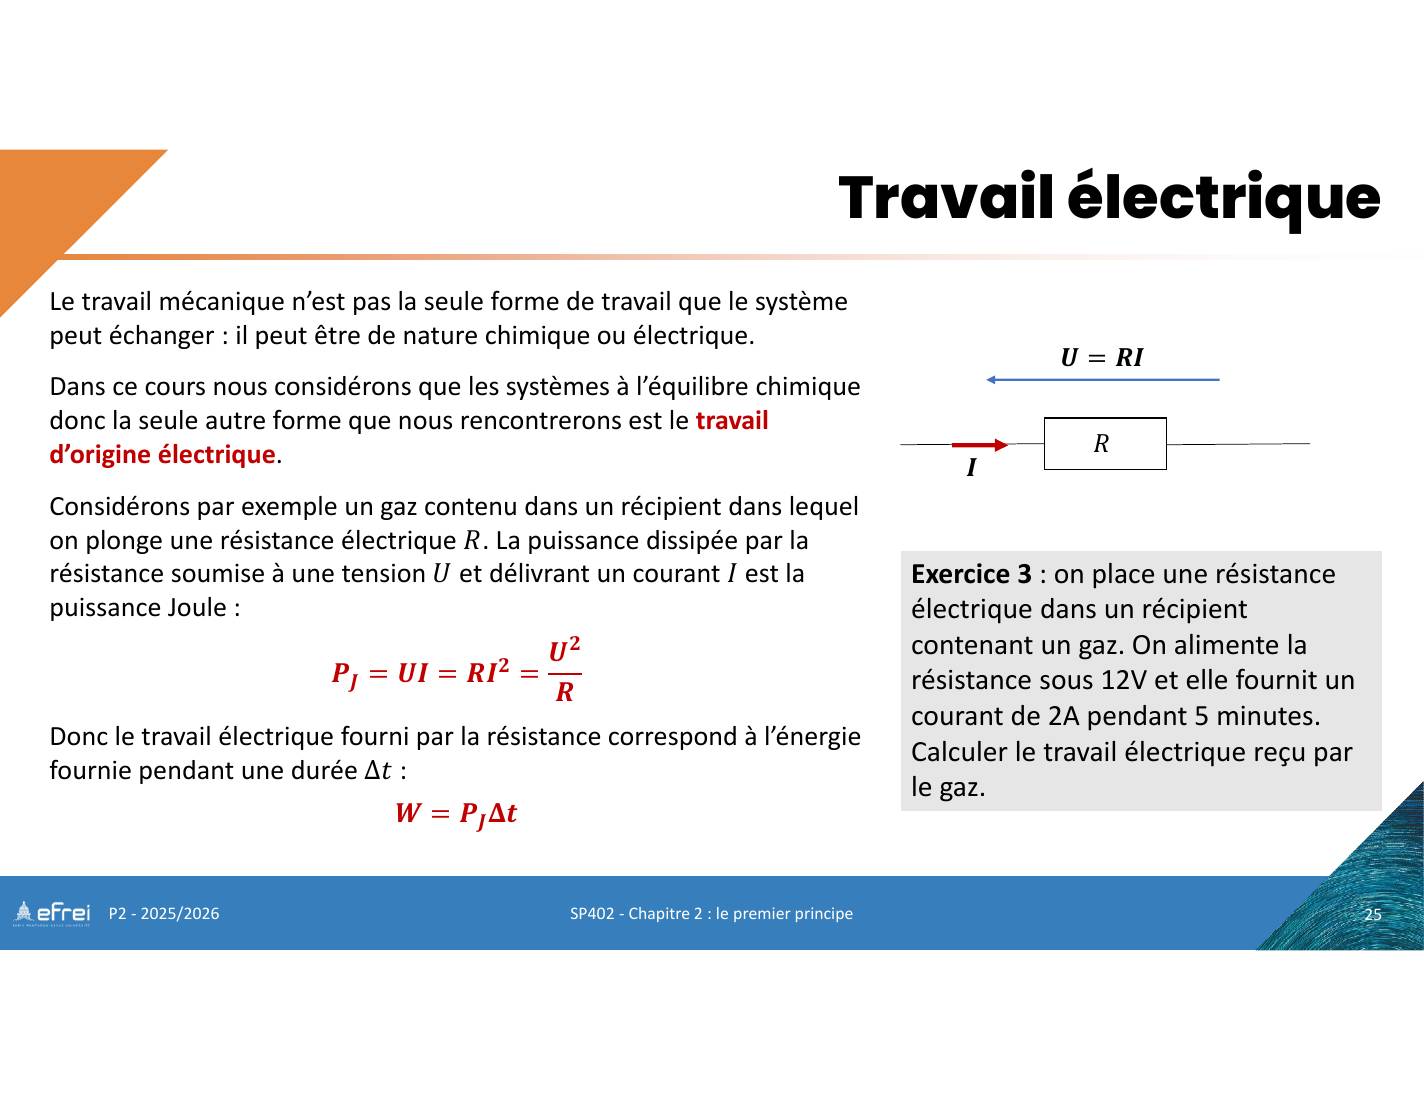 Travail électrique
Le travail mécanique n’est pas la seule forme de travail que le système
peut échanger : il peut être de nature chimique ou électrique.
Dans ce cours nous considérons que les systèmes à l’équilibre chimique
donc la seule autre forme que nous rencontrerons est le travail
d’origine électrique.
Considérons par exemple un gaz contenu dans un récipient dans lequel
on plonge une résistance électrique R. La puissance dissipée par la
résistance soumise à une tension U et délivrant un courant I est la
puissance Joule :
P_J = UI = RI² = U²/R
Donc le travail électrique fourni par la résistance correspond à l’énergie
fournie pendant une durée Δt :
W = P_JΔt
U = RI
R
I
Exercice 3 : on place une résistance
électrique dans un récipient
contenant un gaz. On alimente la
résistance sous 12V et elle fournit un
courant de 2A pendant 5 minutes.
Calculer le travail électrique reçu par
le gaz.
efrei
P2 - 2025/2026
SP402 - Chapitre 2 : le premier principe
25